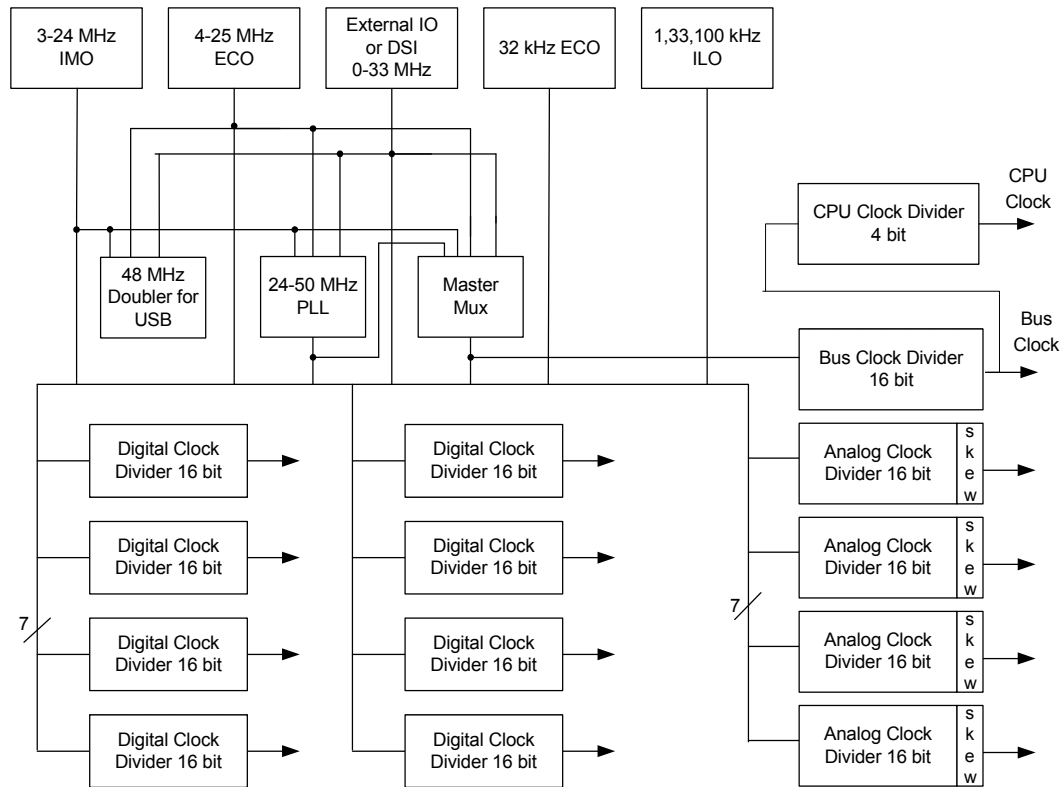 3-24 MHz
IMO
4-25 MHz
ECO
External IO
or DSI
0-33 MHz
32 kHz ECO
1,33,100 kHz
ILO
CPU
Clock
CPU Clock Divider
4 bit
48 MHz
Doubler for
USB
24-50 MHz
PLL
Master
Mux
Bus
Clock
Bus Clock Divider
16 bit
Digital Clock
Divider 16 bit
Digital Clock
Divider 16 bit
Analog Clock
Divider 16 bit
s
k
e
w
Digital Clock
Divider 16 bit
Digital Clock
Divider 16 bit
Analog Clock
Divider 16 bit
s
k
e
w
7
7
Digital Clock
Divider 16 bit
Digital Clock
Divider 16 bit
Analog Clock
Divider 16 bit
s
k
e
w
Digital Clock
Divider 16 bit
Digital Clock
Divider 16 bit
Analog Clock
Divider 16 bit
s
k
e
w